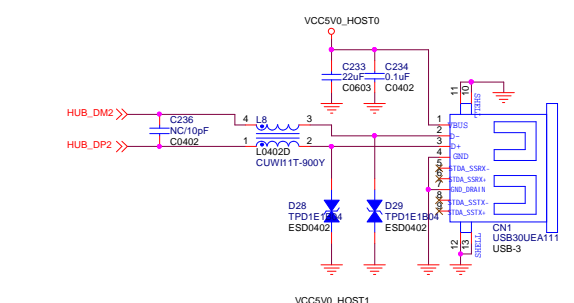 VCC5V0_HOST0
C233
22uF
C0603
C234
0.1uF
C0402
11
10
SHELL
HUB_DM2
C236
NC/10pF
C0402
4
L8
3
1
VBUS
2
D-
HUB_DP2
1
2
L0402D
CUWI11T-900Y
3
D+
4
GND
5
STDA_SSRX-
6
STDA_SSRX+
7
GND_DRAIN
8
STDA_SSTX-
9
STDA_SSTX+
D28
TPD1E1B04
ESD0402
D29
TPD1E1B04
ESD0402
CN1
USB30UEA111
USB-3
12
13
SHELL
VCC5V0_HOST1